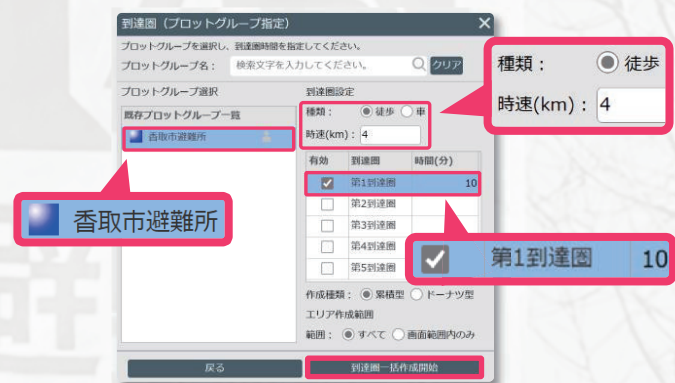 到達圏（プロットグループ指定）
プロットグループを選択し、到達圏時間を指定してください。
プロットグループ名： 検索文字を入力してください。 クリア
プロットグループ選択
既存プロットグループ一覧
香取市避難所
到達圏設定
種類： 徒歩 車
時速(km)： 4
有効 到達圏 時間(分)
第1到達圏 10
第2到達圏
第3到達圏
第4到達圏
第5到達圏
作成種類： 累積型 ドーナツ型
エリア作成範囲
範囲： すべて 画面範囲内のみ
戻る 到達圏一括作成開始
種類： 徒歩
時速(km)： 4
香取市避難所
第1到達圏 10